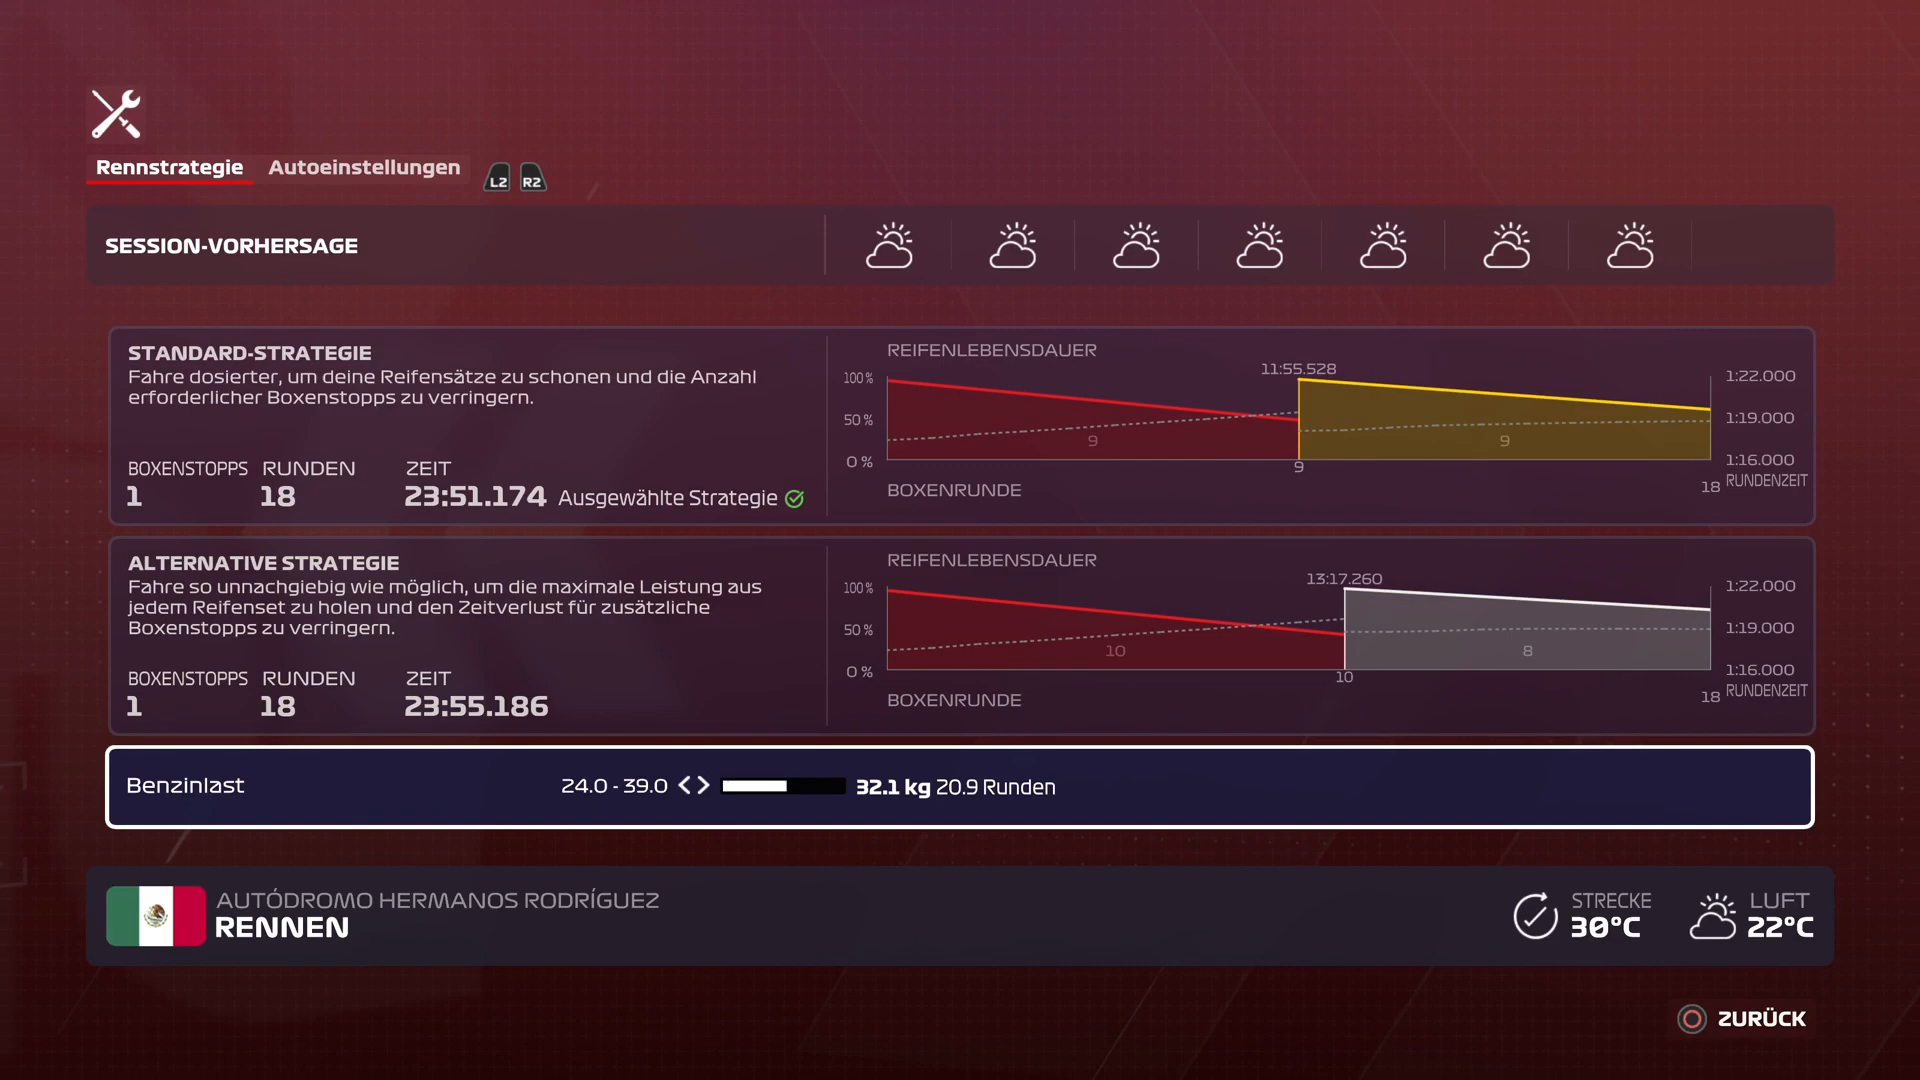 Rennstrategie Autoeinstellungen L2 R2
SESSION-VORHERSAGE
STANDARD-STRATEGIE
Fahre dosierter, um deine Reifensätze zu schonen und die Anzahl
erforderlicher Boxenstopps zu verringern.
BOXENSTOPPS RUNDEN ZEIT
1 18 23:51.174 Ausgewählte Strategie
REIFENLEBENSDAUER
11:55.528
100 % 1:22.000
50 % 1:19.000
9 9
0 % 1:16.000
9
BOXENRUNDE 18 RUNDENZEIT
ALTERNATIVE STRATEGIE
Fahre so unnachgiebig wie möglich, um die maximale Leistung aus
jedem Reifenset zu holen und den Zeitverlust für zusätzliche
Boxenstopps zu verringern.
BOXENSTOPPS RUNDEN ZEIT
1 18 23:55.186
REIFENLEBENSDAUER
13:17.260
100 % 1:22.000
50 % 1:19.000
10 8
0 % 1:16.000
10
BOXENRUNDE 18 RUNDENZEIT
Benzinlast 24.0 - 39.0 32.1 kg 20.9 Runden
AUTÓDROMO HERMANOS RODRÍGUEZ
RENNEN
STRECKE
30°C
LUFT
22°C
ZURÜCK